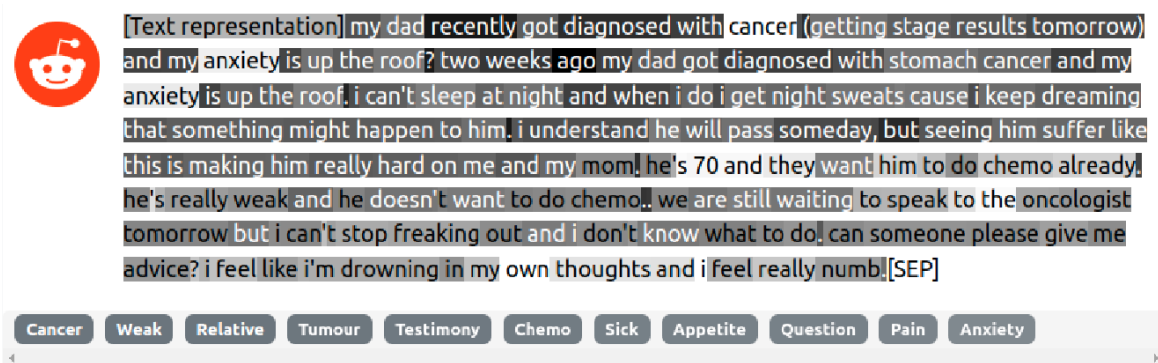 [Text representation] my dad recently got diagnosed with cancer (getting stage results tomorrow)
and my anxiety is up the roof? two weeks ago my dad got diagnosed with stomach cancer and my
anxiety is up the roof. i can't sleep at night and when i do i get night sweats cause i keep dreaming
that something might happen to him. i understand he will pass someday, but seeing him suffer like
this is making him really hard on me and my mom. he's 70 and they want him to do chemo already.
he's really weak and he doesn't want to do chemo.. we are still waiting to speak to the oncologist
tomorrow but i can't stop freaking out and i don't know what to do. can someone please give me
advice? i feel like i'm drowning in my own thoughts and i feel really numb.[SEP]
Cancer Weak Relative Tumour Testimony Chemo Sick Appetite Question Pain Anxiety